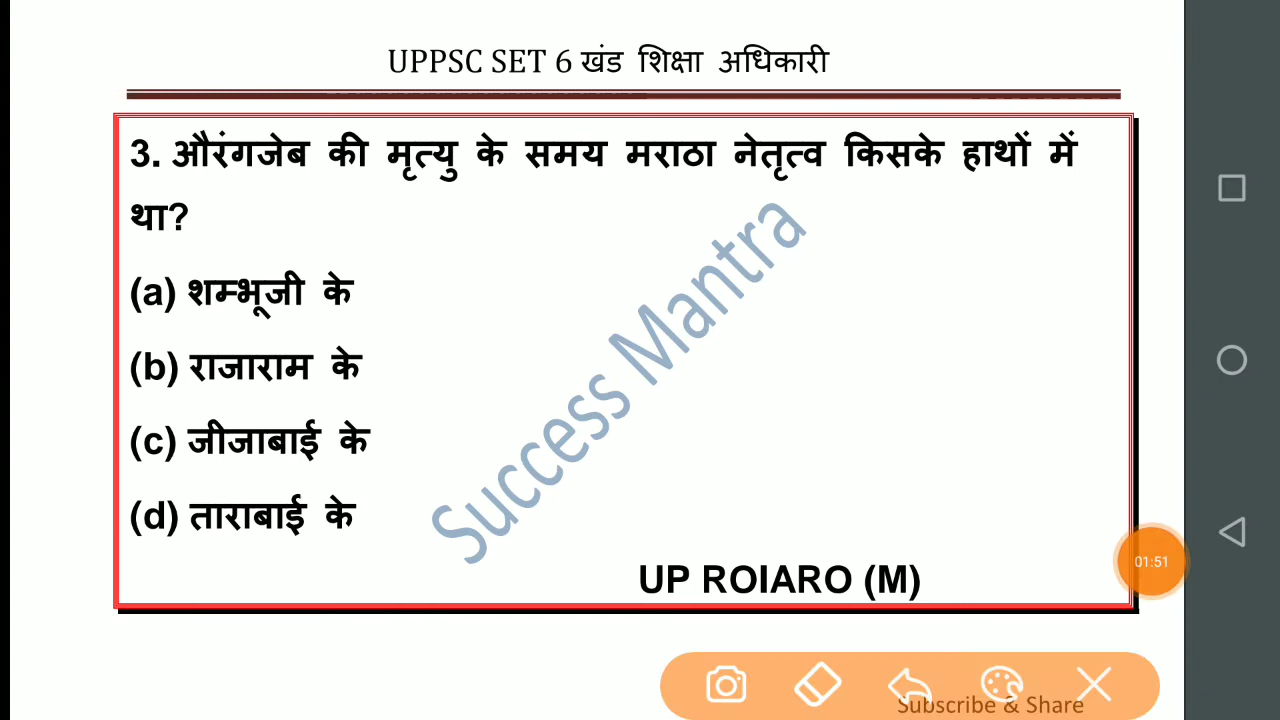 UPPSC SET 6 खंड शिक्षा अधिकारी
3. औरंगजेब की मृत्यु के समय मराठा नेतृत्व किसके हाथों में
था?
(a) शम्भूजी के
(b) राजाराम के
(c) जीजाबाई के
(d) ताराबाई के
Success Mantra
UP ROIARO (M)
01:51
Subscribe & Share